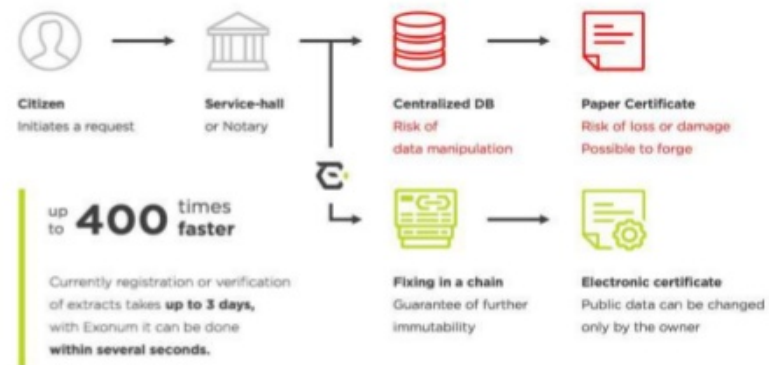 Citizen
Initiates a request
Service-hall
or Notary
Centralized DB
Risk of
data manipulation
Paper Certificate
Risk of loss or damage
Possible to forge
up to 400 times faster
Currently registration or verification
of extracts takes up to 3 days,
with Exonum it can be done
within several seconds.
Fixing in a chain
Guarantee of further
immutability
Electronic certificate
Public data can be changed
only by the owner